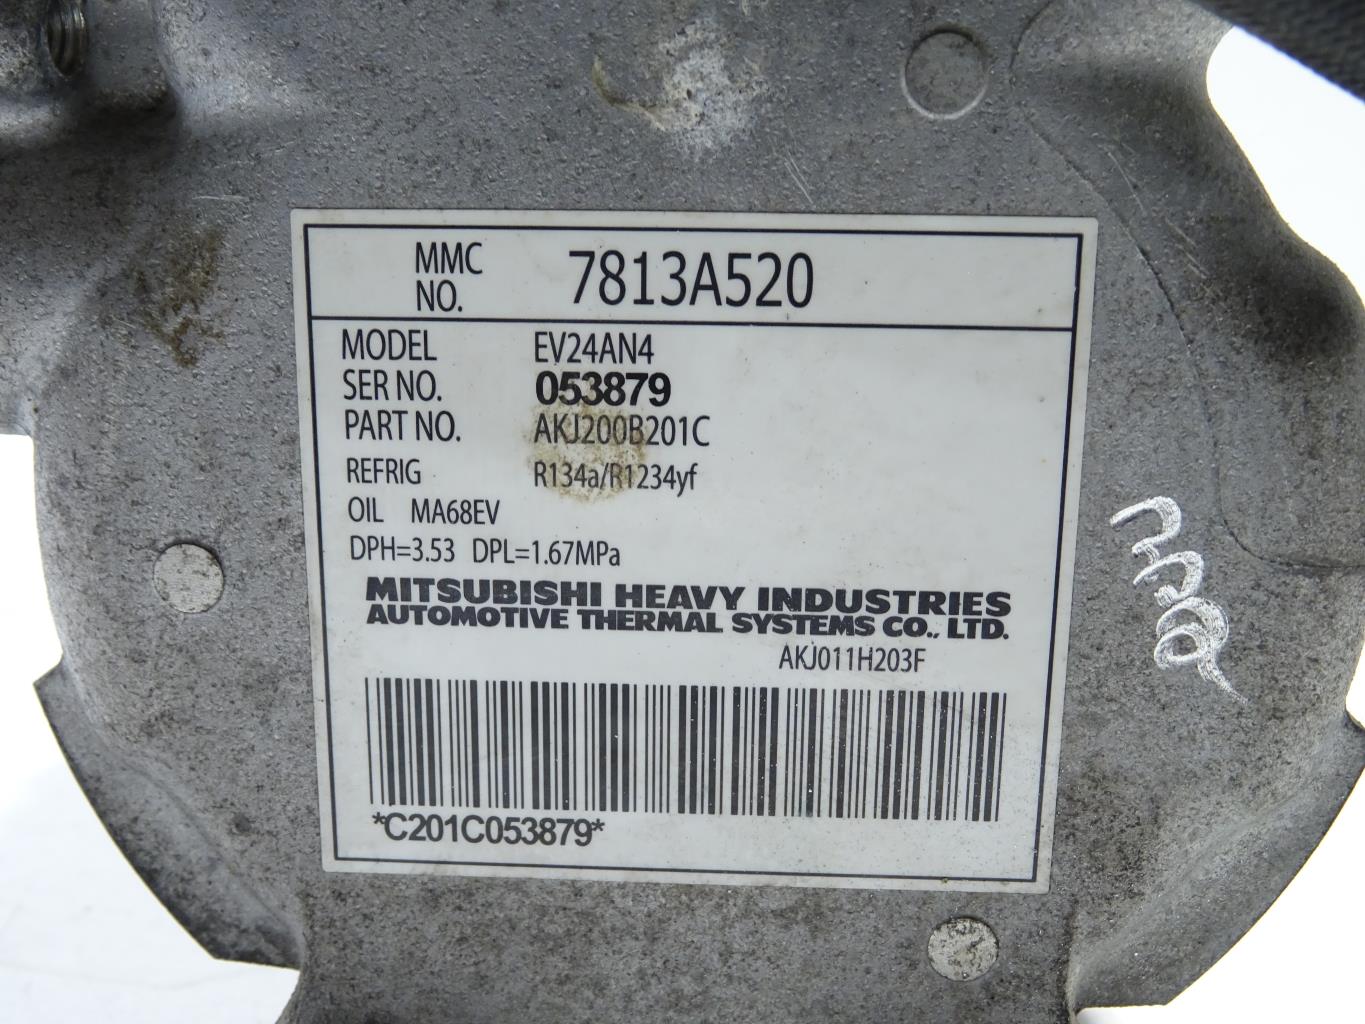 MMC NO. 7813A520
MODEL EV24AN4
SER NO. 053879
PART NO. AKJ200B201C
REFRIG R134a/R1234yf
OIL MA68EV
DPH=3.53 DPL=1.67MPa
MITSUBISHI HEAVY INDUSTRIES
AUTOMOTIVE THERMAL SYSTEMS CO., LTD.
AKJ011H203F
*C201C053879*